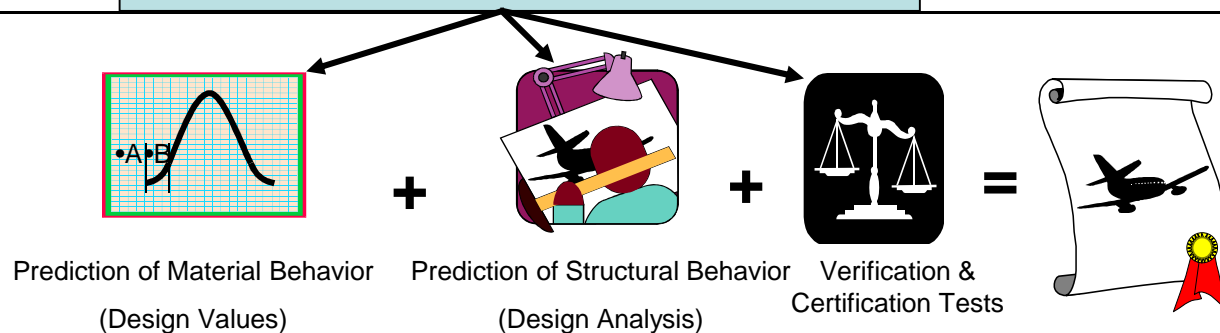 •A •B
+ + =
Prediction of Material Behavior
(Design Values)
Prediction of Structural Behavior
(Design Analysis)
Verification &
Certification Tests